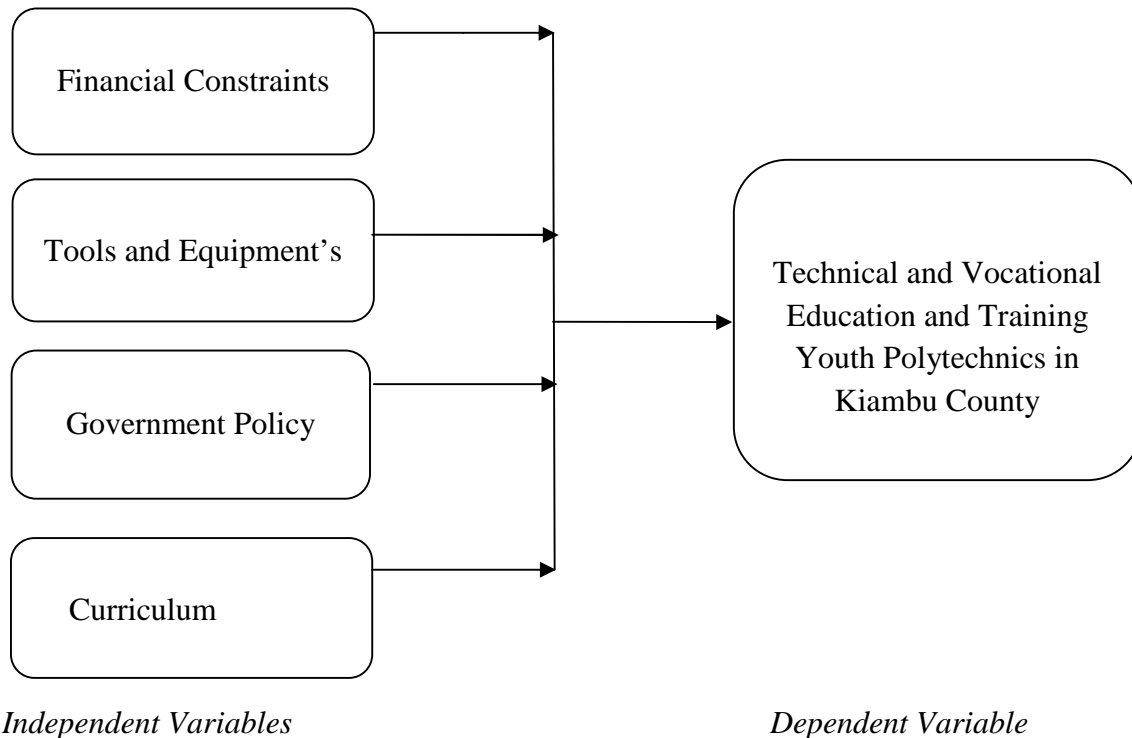 Financial Constraints
Tools and Equipment’s
Government Policy
Curriculum
Technical and Vocational
Education and Training
Youth Polytechnics in
Kiambu County
Independent Variables
Dependent Variable